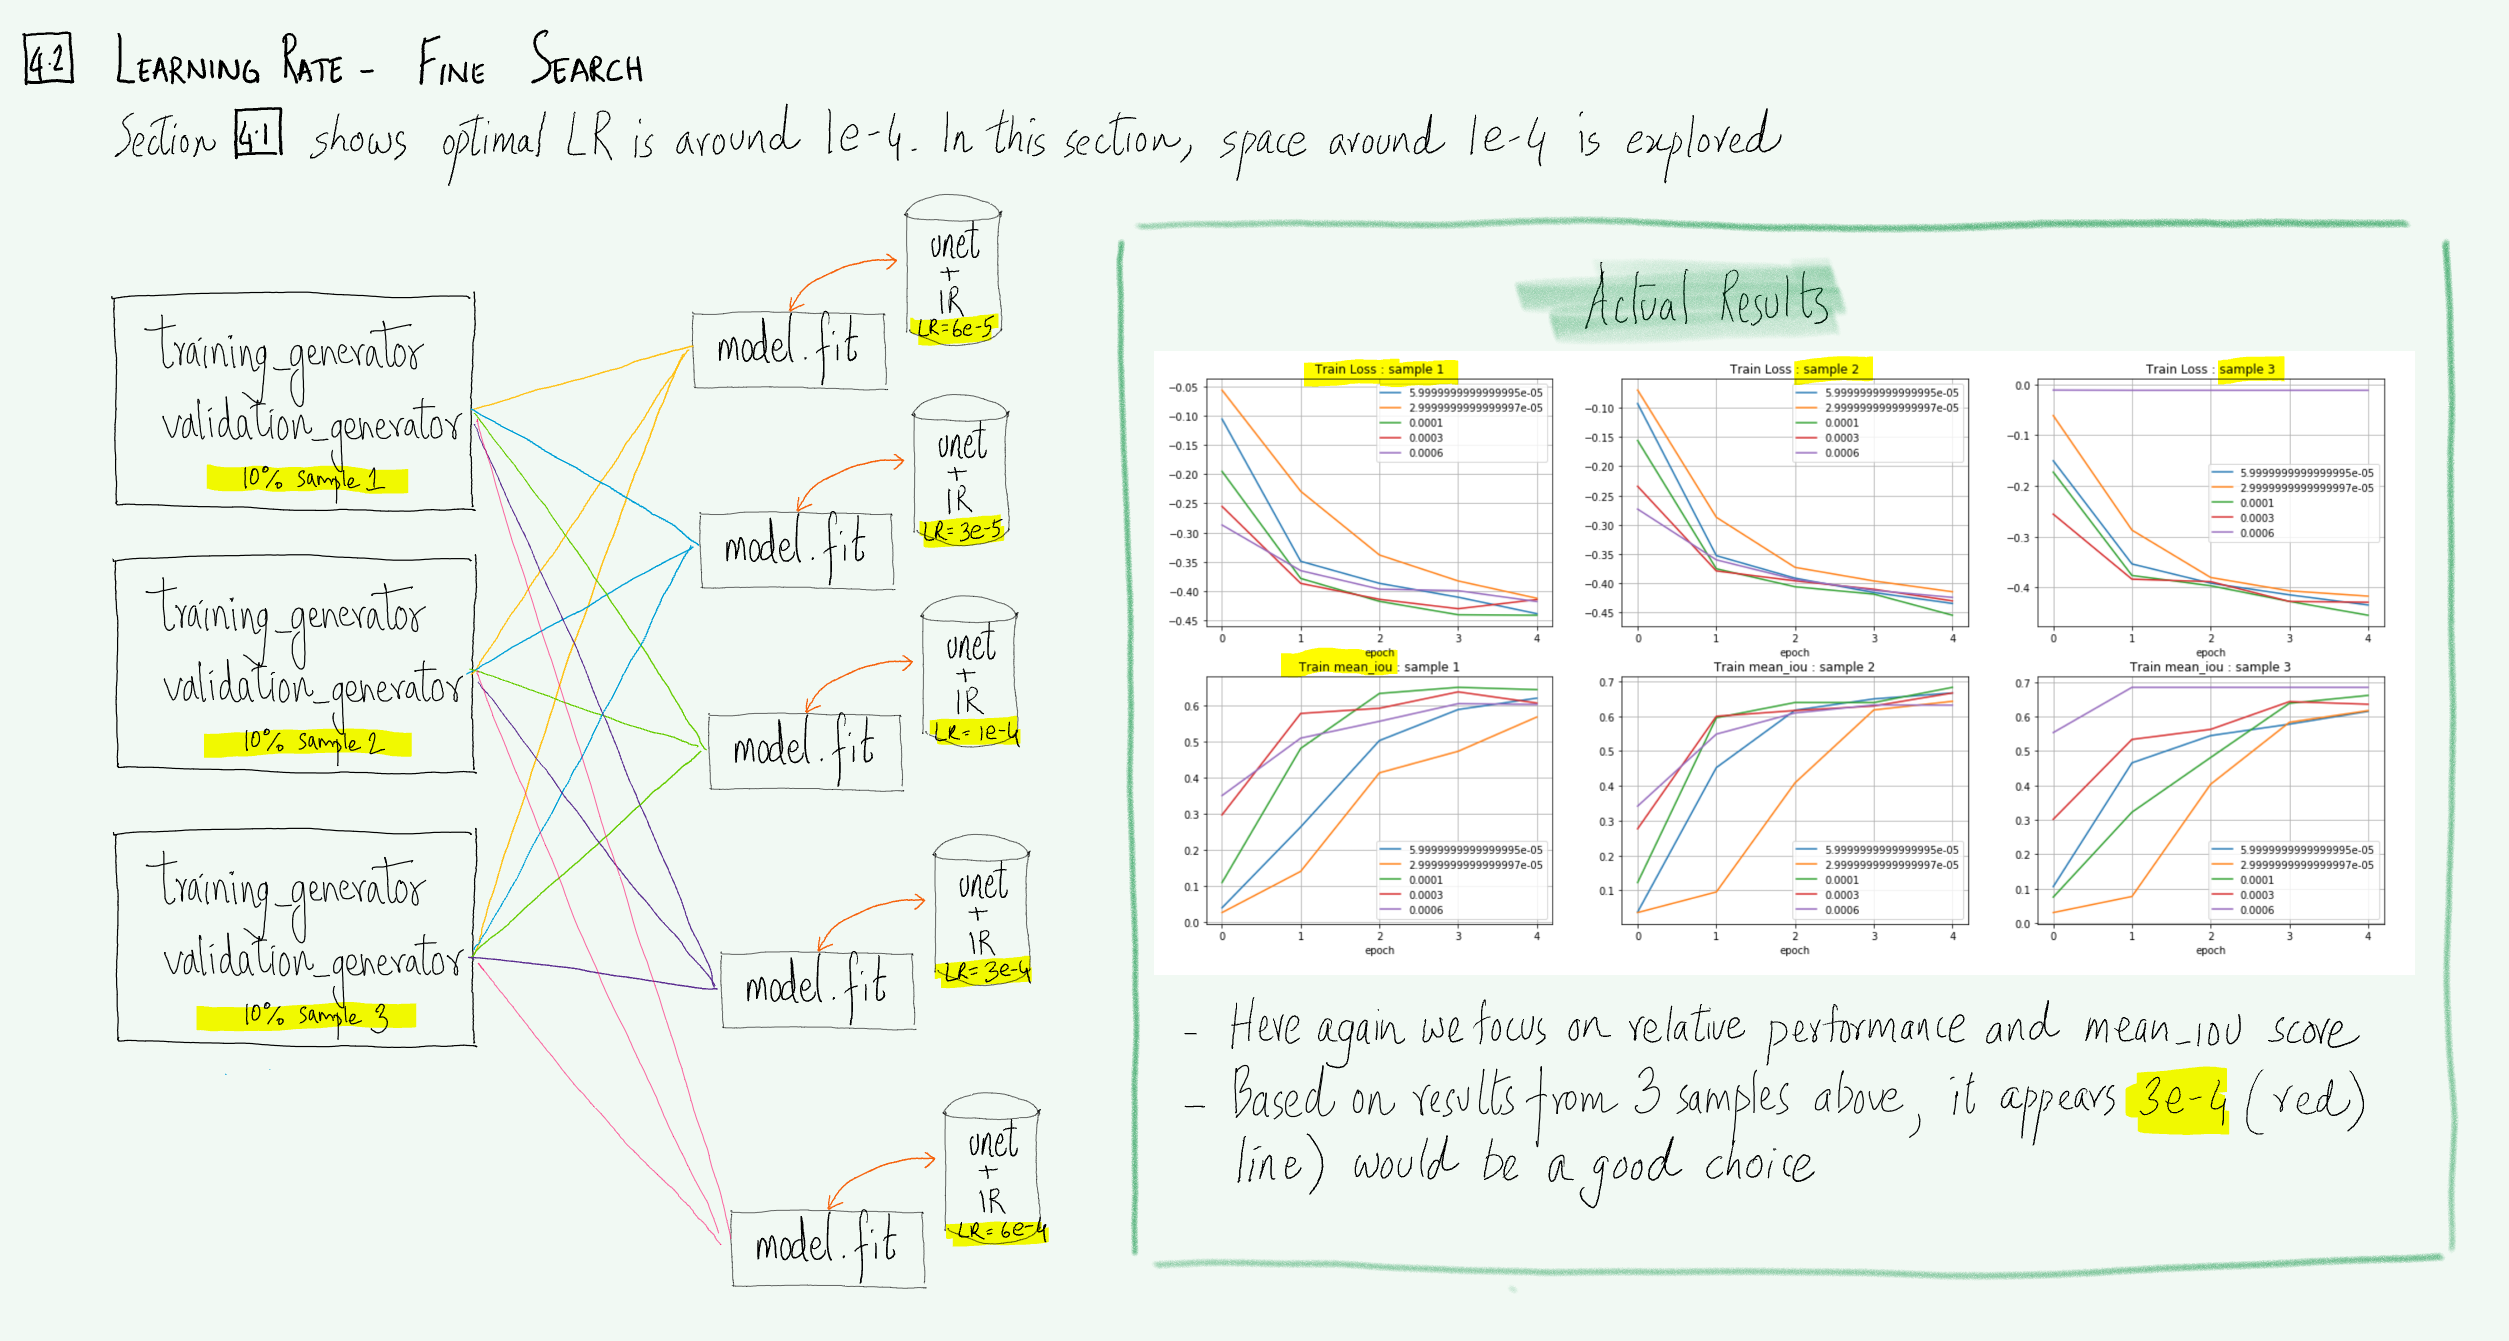 4.2 LEARNING RATE - FINE SEARCH
Section 4.1 shows optimal LR is around 1e-4. In this section, space around 1e-4 is explored
training_generator
validation_generator
10% sample 1
training_generator
validation_generator
10% sample 2
training_generator
validation_generator
10% sample 3
model.fit
unet
+
IR
LR=6e-5
model.fit
unet
+
IR
LR=3e-5
model.fit
unet
+
IR
LR=1e-4
model.fit
unet
+
IR
LR=3e-4
model.fit
unet
+
IR
LR=6e-4
Actual Results
Train Loss : sample 1
-0.05
-0.10
-0.15
-0.20
-0.25
-0.30
-0.35
-0.40
-0.45
5.9999999999999995e-05
2.9999999999999997e-05
0.0001
0.0003
0.0006
0 1 2 3 4
epoch
Train Loss : sample 2
-0.10
-0.15
-0.20
-0.25
-0.30
-0.35
-0.40
-0.45
5.9999999999999995e-05
2.9999999999999997e-05
0.0001
0.0003
0.0006
0 1 2 3 4
epoch
Train Loss : sample 3
0.0
-0.1
-0.2
-0.3
-0.4
5.9999999999999995e-05
2.9999999999999997e-05
0.0001
0.0003
0.0006
0 1 2 3 4
epoch
Train mean_iou : sample 1
0.6
0.5
0.4
0.3
0.2
0.1
0.0
5.9999999999999995e-05
2.9999999999999997e-05
0.0001
0.0003
0.0006
0 1 2 3 4
epoch
Train mean_iou : sample 2
0.7
0.6
0.5
0.4
0.3
0.2
0.1
5.9999999999999995e-05
2.9999999999999997e-05
0.0001
0.0003
0.0006
0 1 2 3 4
epoch
Train mean_iou : sample 3
0.7
0.6
0.5
0.4
0.3
0.2
0.1
0.0
5.9999999999999995e-05
2.9999999999999997e-05
0.0001
0.0003
0.0006
0 1 2 3 4
epoch
- Here again we focus on relative performance and mean_IOU score
- Based on results from 3 samples above, it appears 3e-4 (red
line) would be a good choice